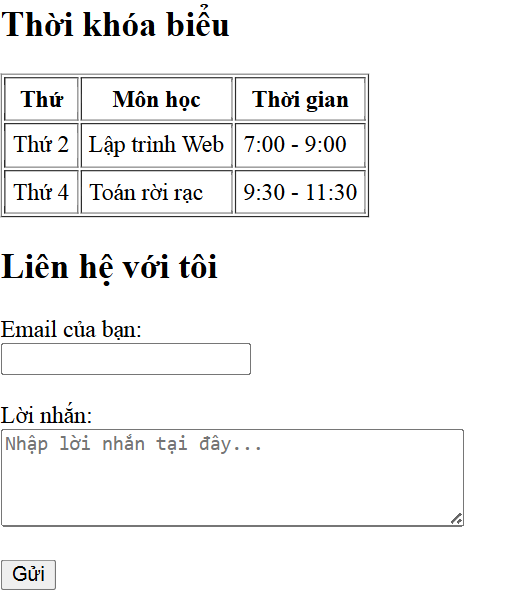 Thời khóa biểu
Thứ Môn học Thời gian
Thứ 2 Lập trình Web 7:00 - 9:00
Thứ 4 Toán rời rạc 9:30 - 11:30
Liên hệ với tôi
Email của bạn:
Lời nhắn:
Nhập lời nhắn tại đây...
Gửi